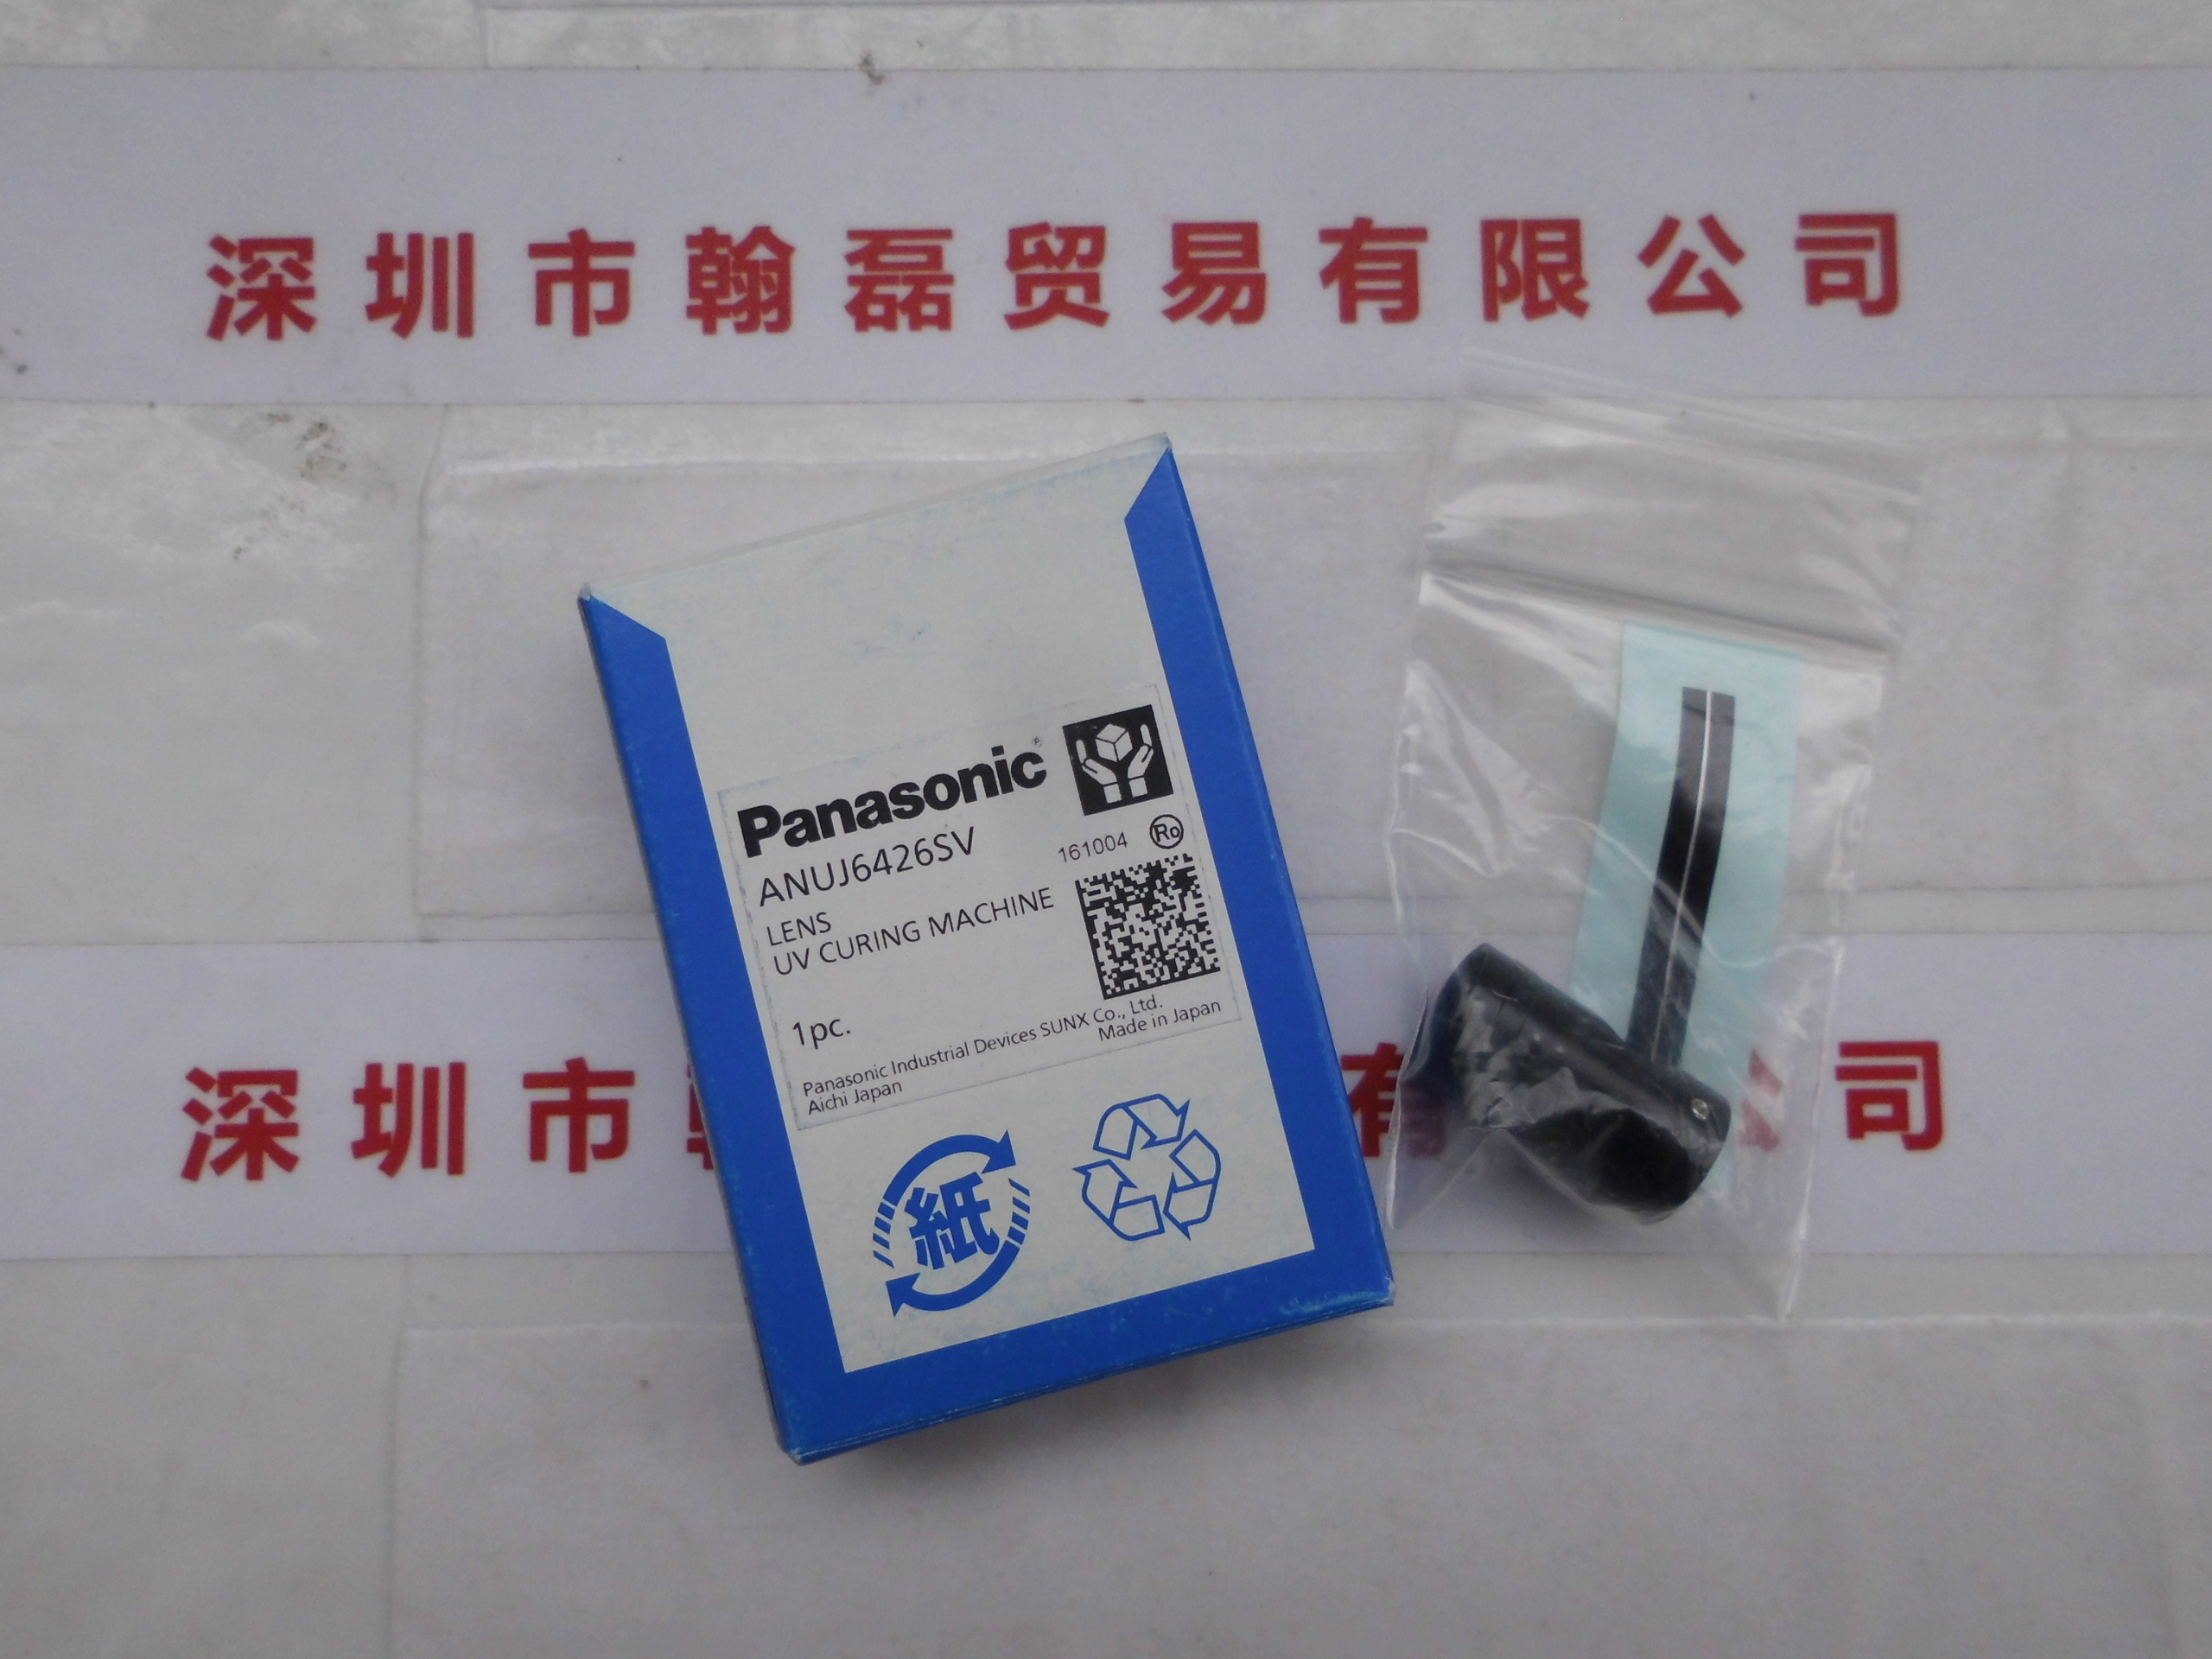 深圳市翰磊贸易有限公司
Panasonic
ANUJ6426SV
161004 Ro
LENS
UV CURING MACHINE
1pc.
Panasonic Industrial Devices SUNX Co., Ltd.
Aichi Japan
Made in Japan
紙
深圳市
有
司